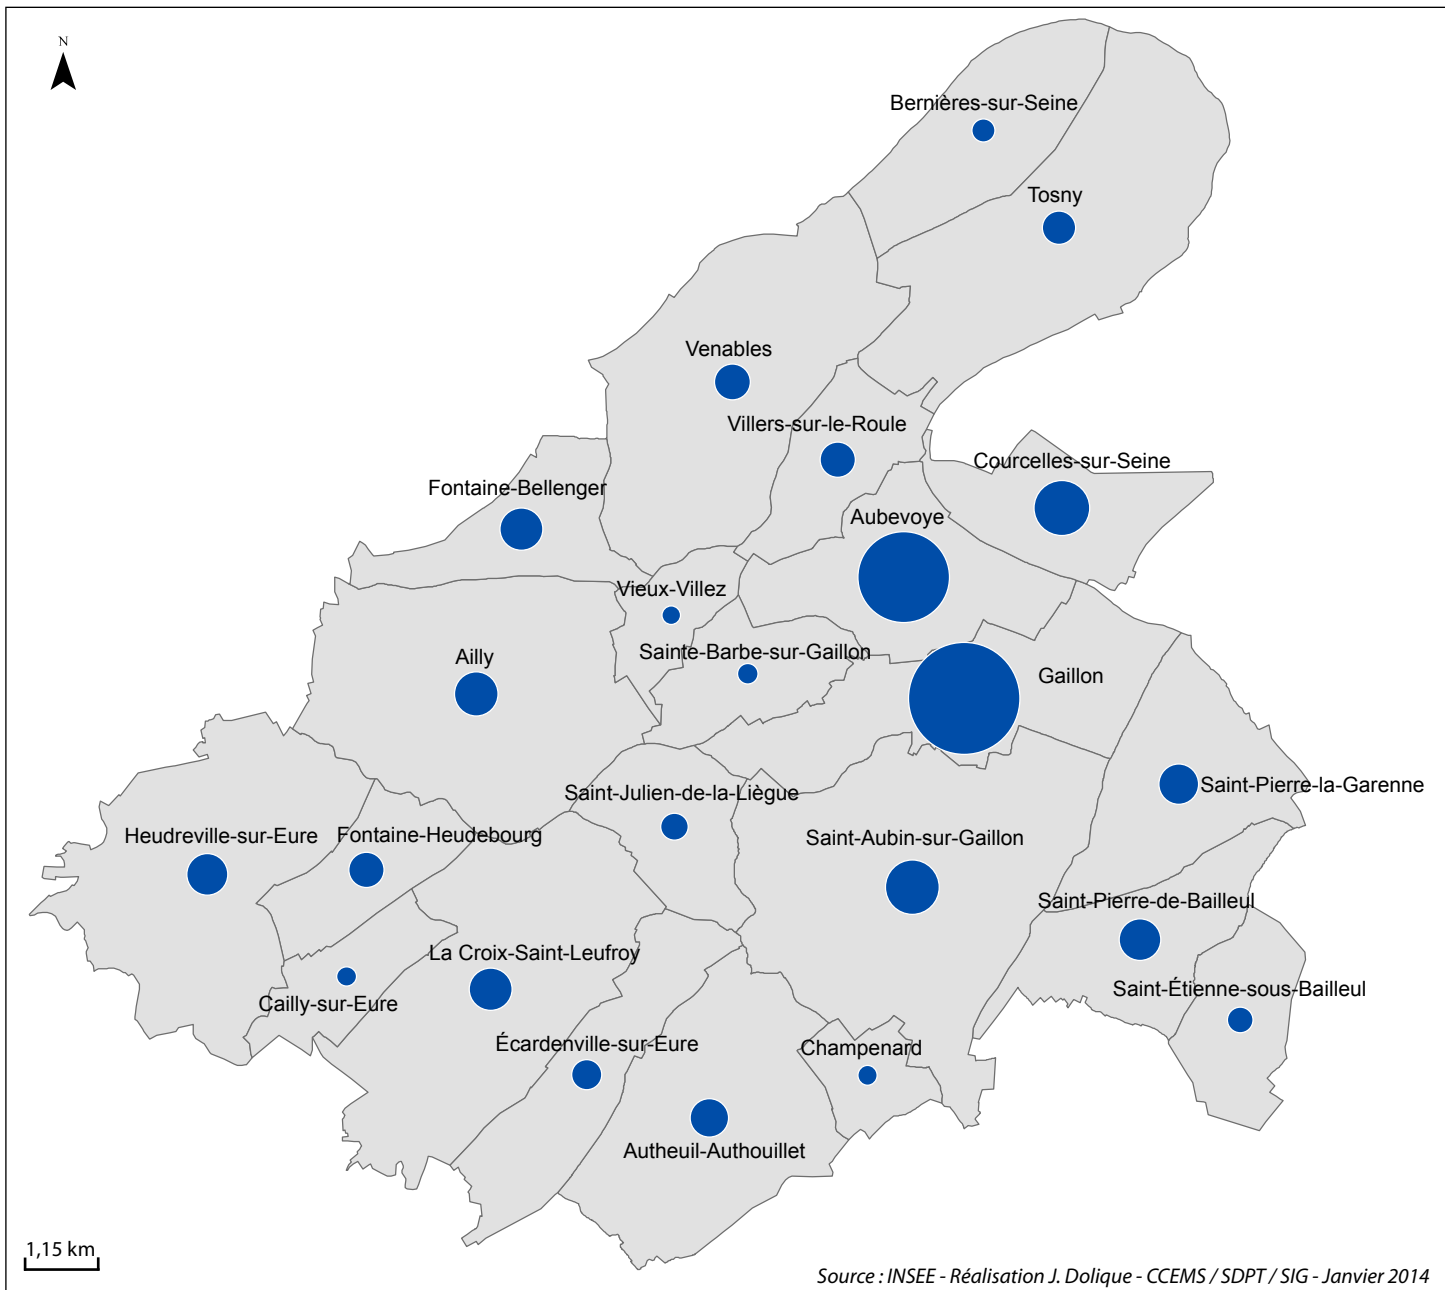 N
Bernières-sur-Seine
Tosny
Venables
Villers-sur-le-Roule
Courcelles-sur-Seine
Fontaine-Bellenger
Aubevoye
Vieux-Villez
Sainte-Barbe-sur-Gaillon
Ailly
Gaillon
Saint-Pierre-la-Garenne
Saint-Julien-de-la-Liègue
Heudreville-sur-Eure
Fontaine-Heudebourg
Saint-Aubin-sur-Gaillon
Saint-Pierre-de-Bailleul
La Croix-Saint-Leufroy
Saint-Étienne-sous-Bailleul
Cailly-sur-Eure
Écardenville-sur-Eure
Champenard
Autheuil-Authouillet
1,15 km
Source : INSEE - Réalisation J. Dolique - CCEMS / SDPT / SIG - Janvier 2014